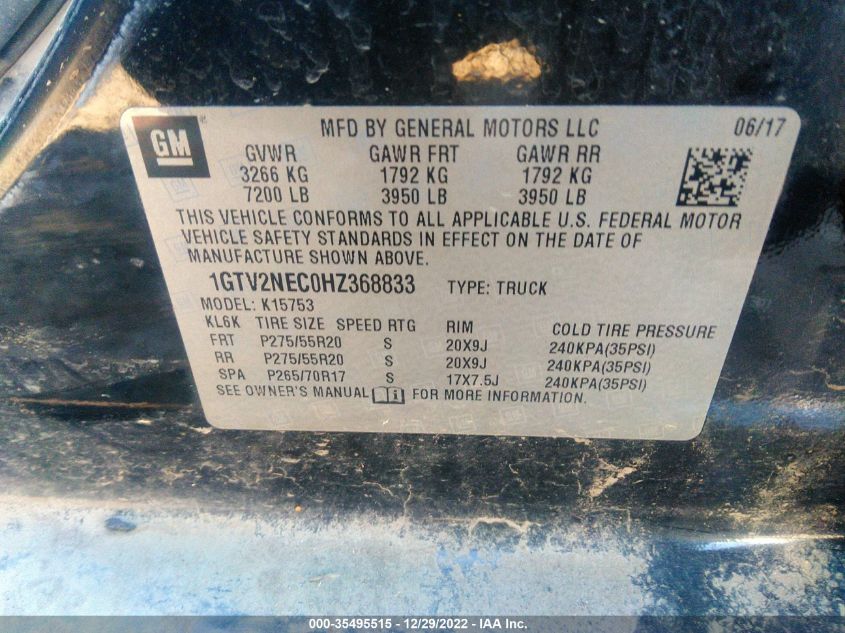 GM ® MFD BY GENERAL MOTORS LLC 06/17
GVWR GAWR FRT GAWR RR
3266 KG 1792 KG 1792 KG
7200 LB 3950 LB 3950 LB
THIS VEHICLE CONFORMS TO ALL APPLICABLE U.S. FEDERAL MOTOR
VEHICLE SAFETY STANDARDS IN EFFECT ON THE DATE OF
MANUFACTURE SHOWN ABOVE.
1GTV2NEC0HZ368833 TYPE: TRUCK
MODEL: K15753
KL6K TIRE SIZE SPEED RTG RIM COLD TIRE PRESSURE
FRT P275/55R20 S 20X9J 240KPA(35PSI)
RR P275/55R20 S 20X9J 240KPA(35PSI)
SPA P265/70R17 S 17X7.5J 240KPA(35PSI)
SEE OWNER'S MANUAL i FOR MORE INFORMATION.
000-35495515 - 12/29/2022 - IAA Inc.